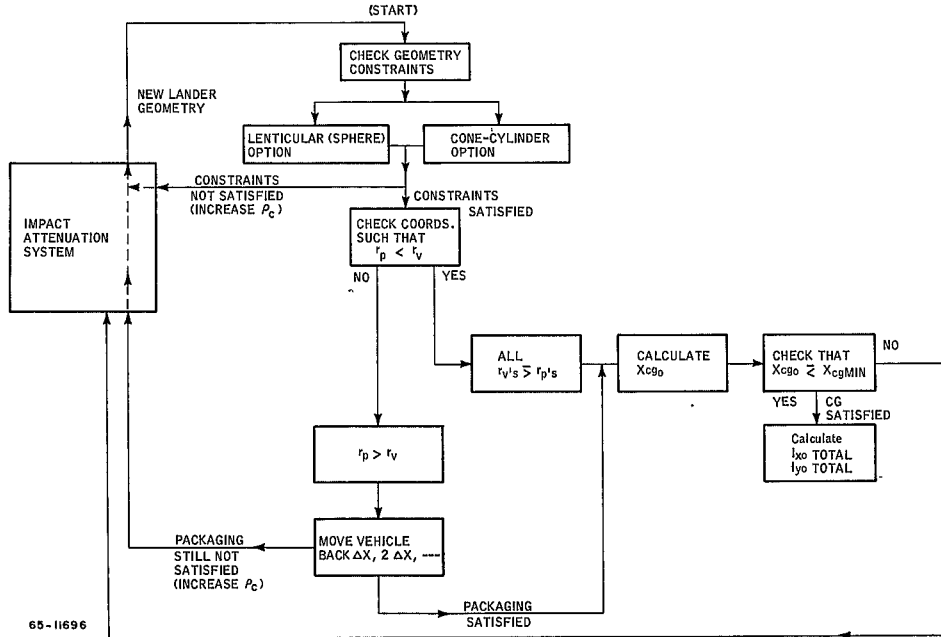 (START)
CHECK GEOMETRY
CONSTRAINTS
NEW LANDER
GEOMETRY
LENTICULAR (SPHERE)
OPTION
CONE-CYLINDER
OPTION
CONSTRAINTS
NOT SATISFIED
(INCREASE ρc)
CONSTRAINTS
SATISFIED
IMPACT
ATTENUATION
SYSTEM
CHECK COORDS.
SUCH THAT
rp < rv
NO
YES
ALL
rv's >̅ rp's
CALCULATE
Xcgo
CHECK THAT
Xcgo <̅ XcgMIN
NO
YES
CG
SATISFIED
Calculate
Ixo TOTAL
Iyo TOTAL
rp > rv
MOVE VEHICLE
BACK ΔX, 2 ΔX, ----
PACKAGING
STILL NOT
SATISFIED
(INCREASE ρc)
PACKAGING
SATISFIED
65-11696